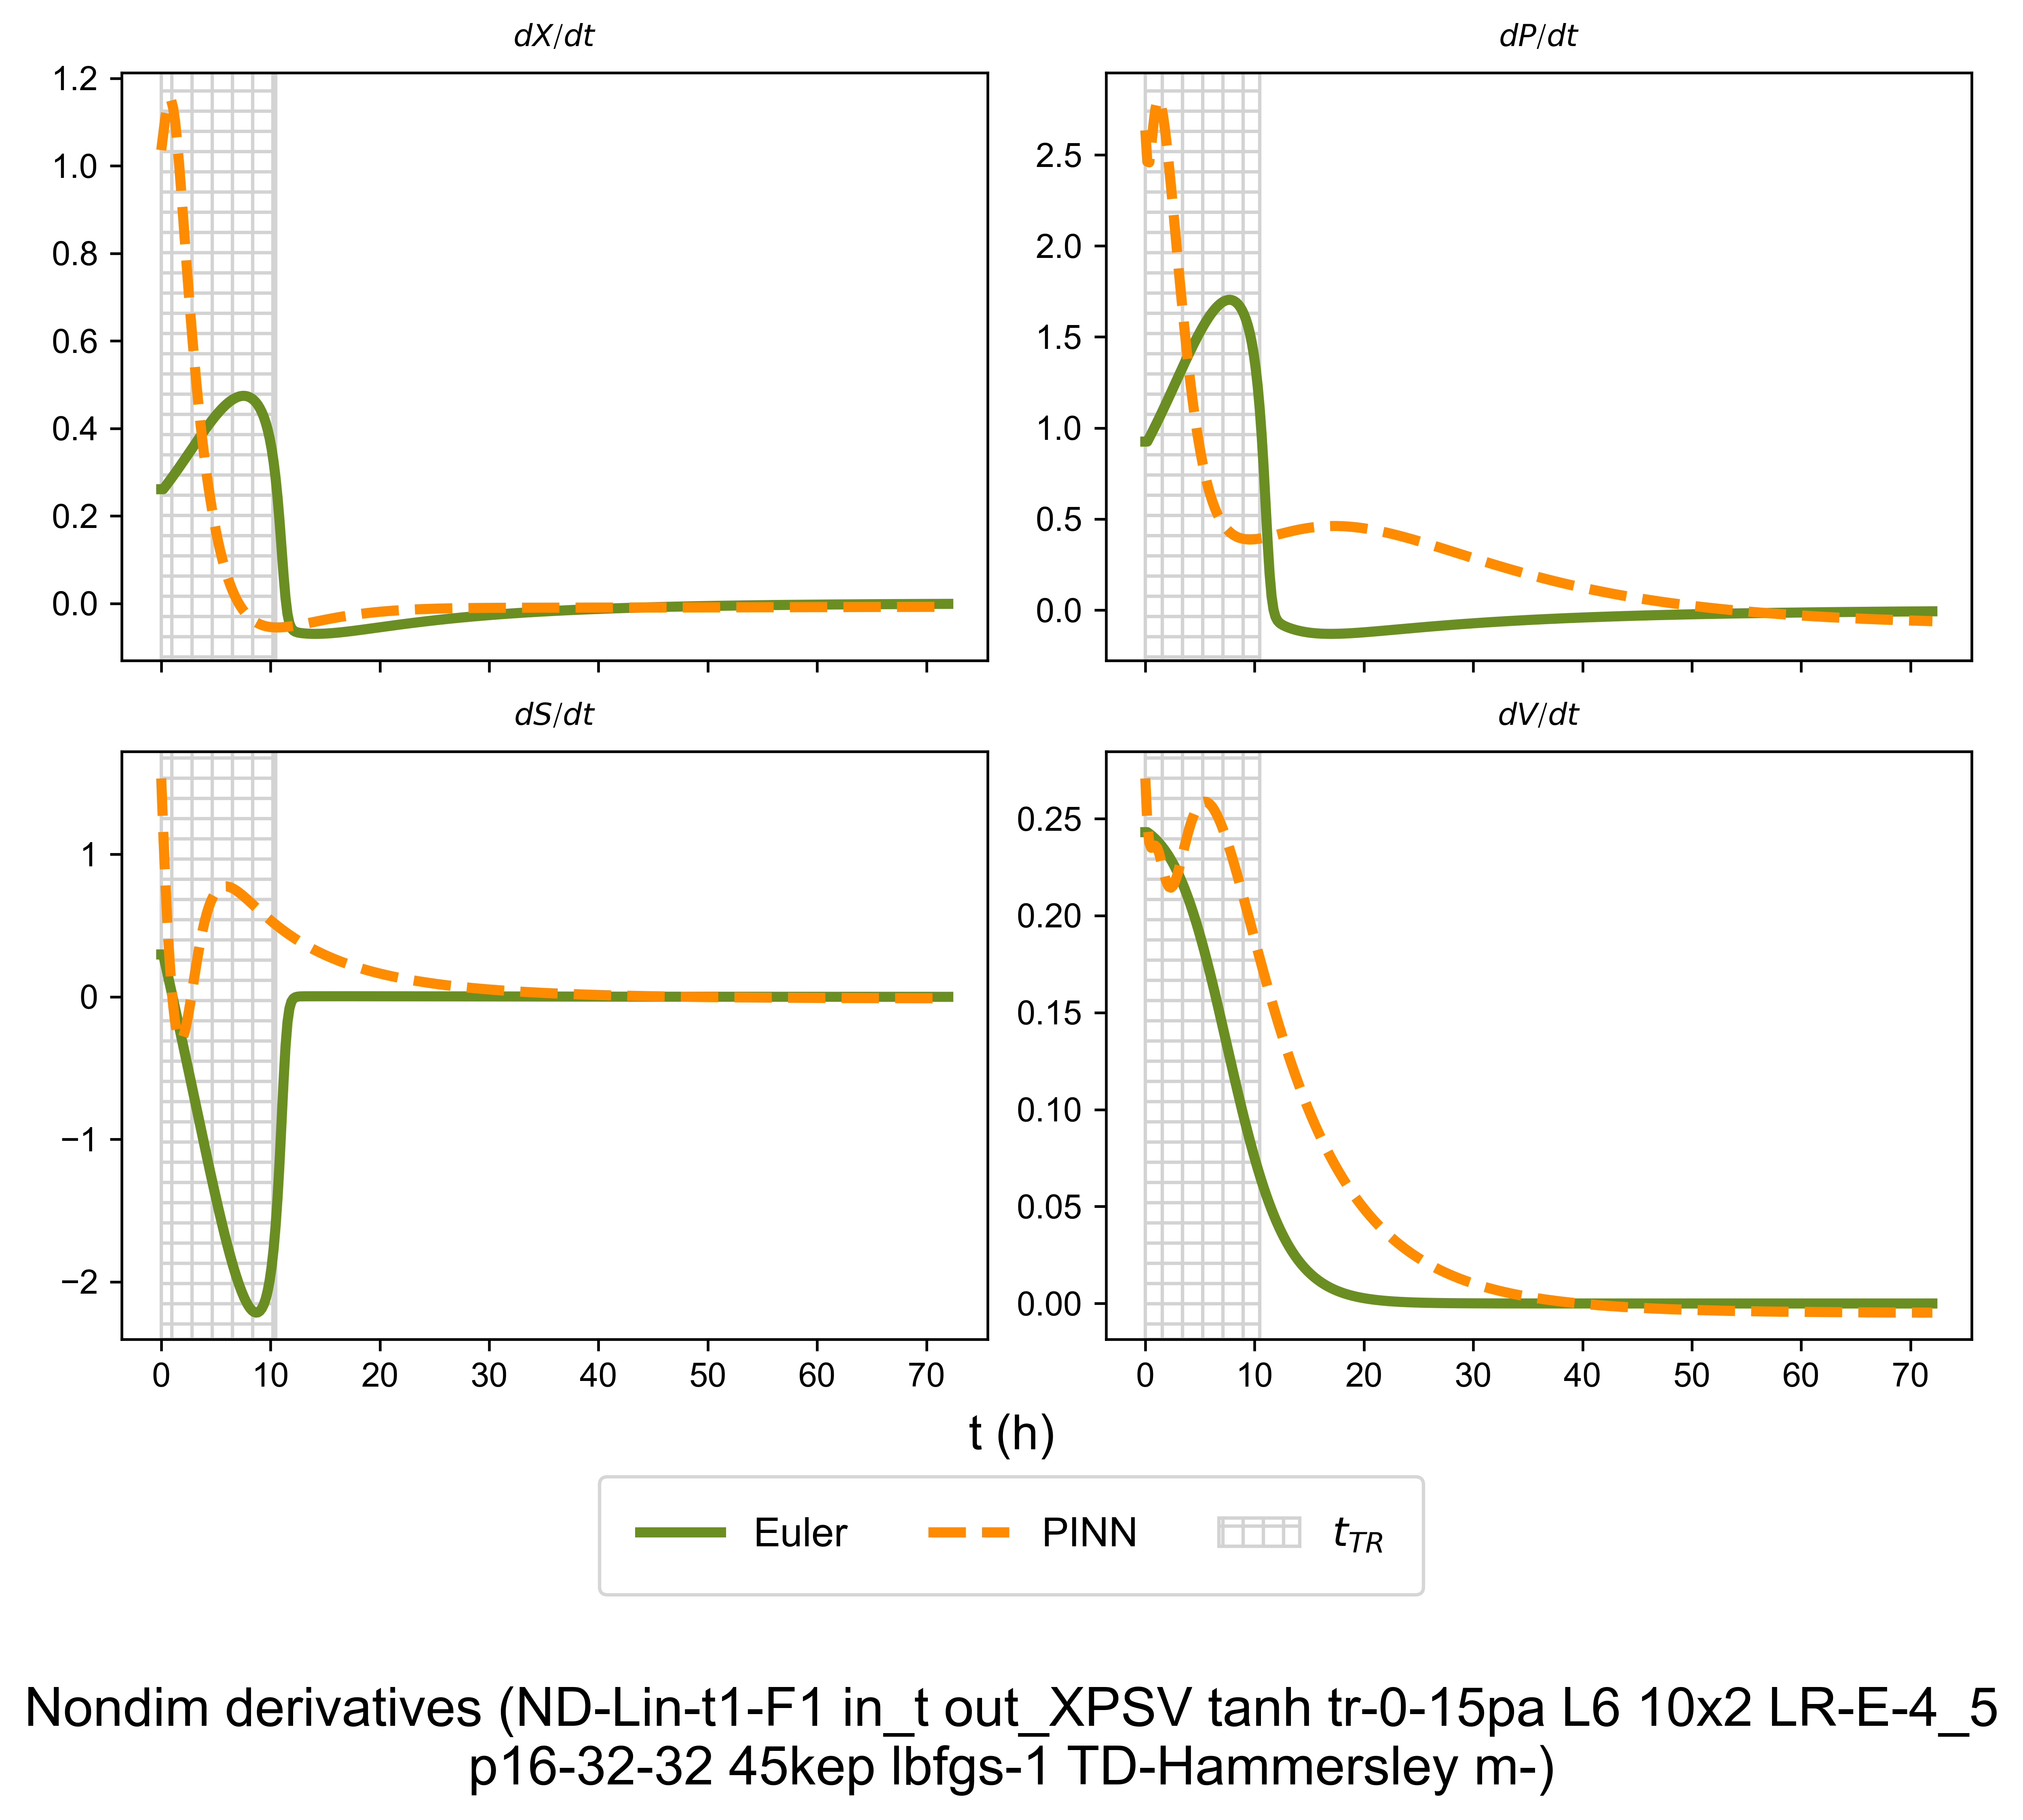 dX/dt
dP/dt
1.2
1.0
0.8
0.6
0.4
0.2
0.0
2.5
2.0
1.5
1.0
0.5
0.0
dS/dt
dV/dt
1
0
−1
−2
0.25
0.20
0.15
0.10
0.05
0.00
0 10 20 30 40 50 60 70
0 10 20 30 40 50 60 70
t (h)
Euler PINN t_TR
Nondim derivatives (ND-Lin-t1-F1 in_t out_XPSV tanh tr-0-15pa L6 10x2 LR-E-4_5
p16-32-32 45kep lbfgs-1 TD-Hammersley m-)